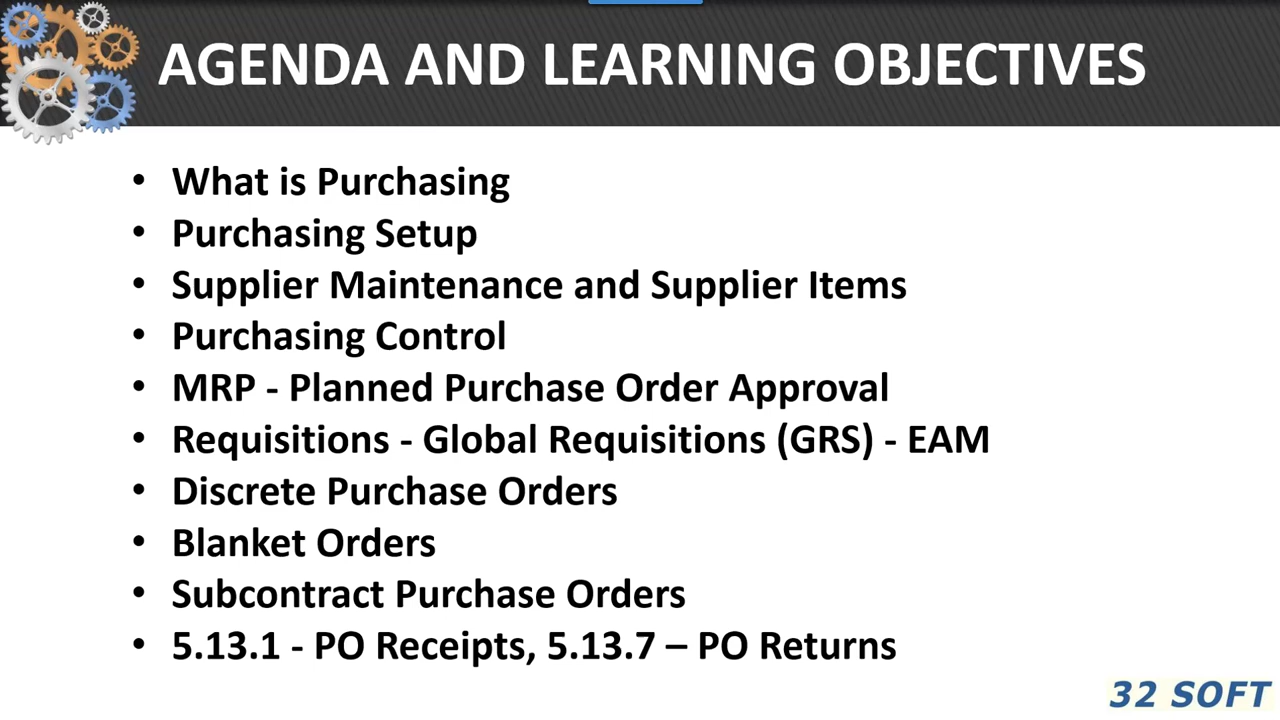 AGENDA AND LEARNING OBJECTIVES
• What is Purchasing
• Purchasing Setup
• Supplier Maintenance and Supplier Items
• Purchasing Control
• MRP - Planned Purchase Order Approval
• Requisitions - Global Requisitions (GRS) - EAM
• Discrete Purchase Orders
• Blanket Orders
• Subcontract Purchase Orders
• 5.13.1 - PO Receipts, 5.13.7 – PO Returns
32 SOFT